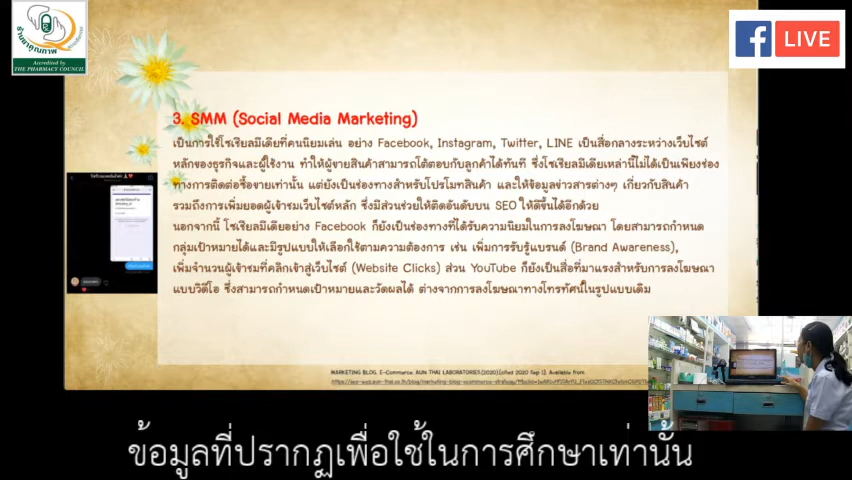 ร้านยาคุณภาพ
Accredited by
THE PHARMACY COUNCIL
f LIVE
3. SMM (Social Media Marketing)
เป็นการใช้โซเชียลมีเดียที่คนนิยมเล่น อย่าง Facebook, Instagram, Twitter, LINE เป็นสื่อกลางระหว่างเว็บไซต์
หลักของธุรกิจและผู้ใช้งาน ทำให้ผู้ขายสินค้าสามารถโต้ตอบกับลูกค้าได้ทันที ซึ่งโซเชียลมีเดียเหล่านี้ไม่ได้เป็นเพียงช่อง
ทางการติดต่อซื้อขายเท่านั้น แต่ยังเป็นช่องทางสำหรับโปรโมทสินค้า และให้ข้อมูลข่าวสารต่างๆ เกี่ยวกับสินค้า
รวมถึงการเพิ่มยอดผู้เข้าชมเว็บไซต์หลัก ซึ่งมีส่วนช่วยให้ติดอันดับบน SEO ให้ดีขึ้นได้อีกด้วย
นอกจากนี้ โซเชียลมีเดียอย่าง Facebook ก็ยังเป็นช่องทางที่ได้รับความนิยมในการลงโฆษณา โดยสามารถกำหนด
กลุ่มเป้าหมายได้และมีรูปแบบให้เลือกใช้ตามความต้องการ เช่น เพิ่มการรับรู้แบรนด์ (Brand Awareness),
เพิ่มจำนวนผู้เข้าชมที่คลิกเข้าสู่เว็บไซต์ (Website Clicks) ส่วน YouTube ก็ยังเป็นสื่อที่มาแรงสำหรับการลงโฆษณา
แบบวิดีโอ ซึ่งสามารถกำหนดเป้าหมายและวัดผลได้ ต่างจากการลงโฆษณาทางโทรทัศน์ในรูปแบบเดิม
MARKETING BLOG. E-Commerce. AUN THAI LABORATORIES.(2020) Available from:
ข้อมูลที่ปรากฏเพื่อใช้ในการศึกษาเท่านั้น